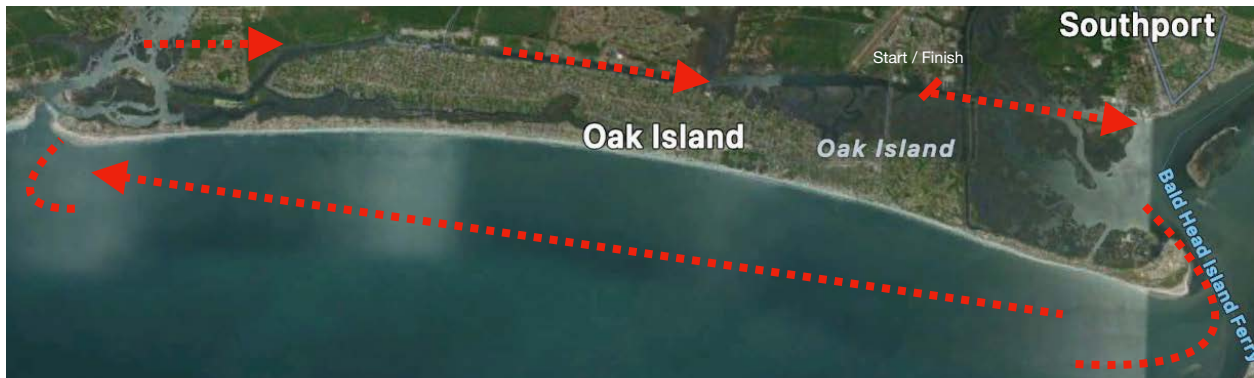 Southport
Start / Finish
Oak Island
Oak Island
Bald Head Island Ferry